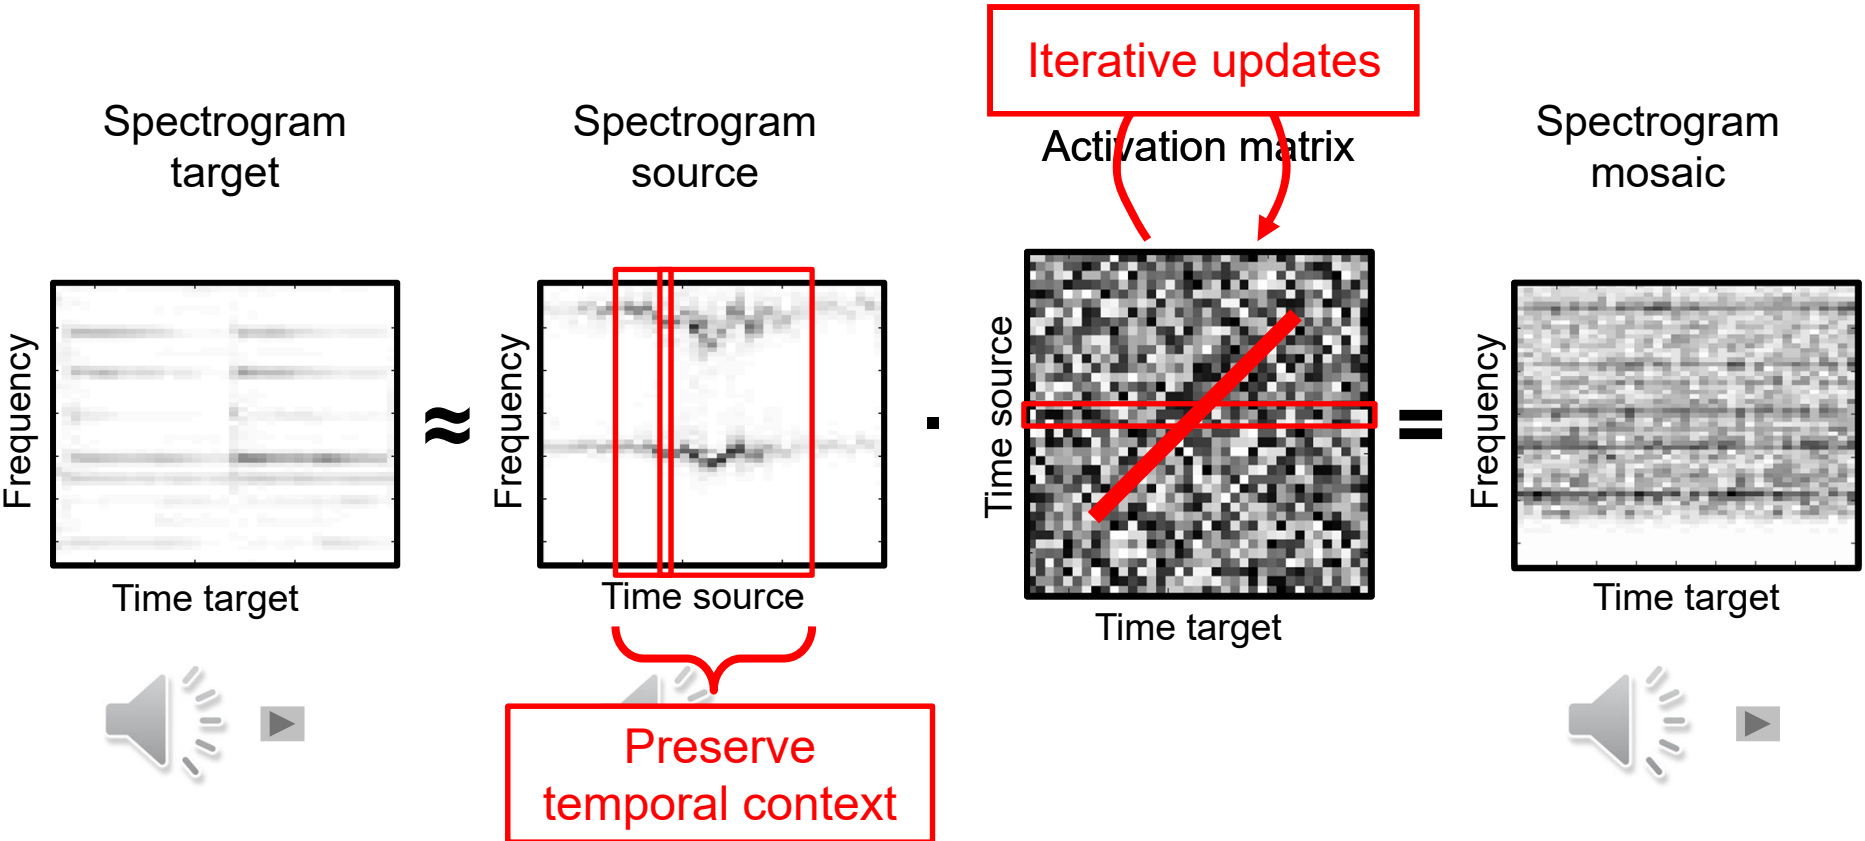 Iterative updates
Spectrogram
target
Spectrogram
source
Activation matrix
Spectrogram
mosaic
Frequency
Time target
≈
Frequency
Time source
·
Time source
Time target
=
Frequency
Time target
Preserve
temporal context